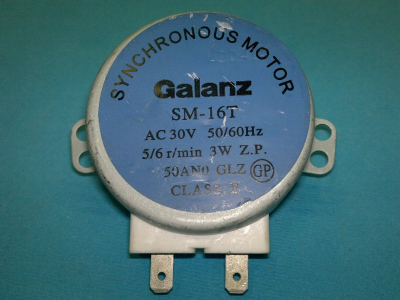 SYNCHRONOUS MOTOR
Galanz
SM-16T
AC 30V 50/60Hz
5/6 r/min 3W Z.P.
50AN0 GLZ GP
CLASS